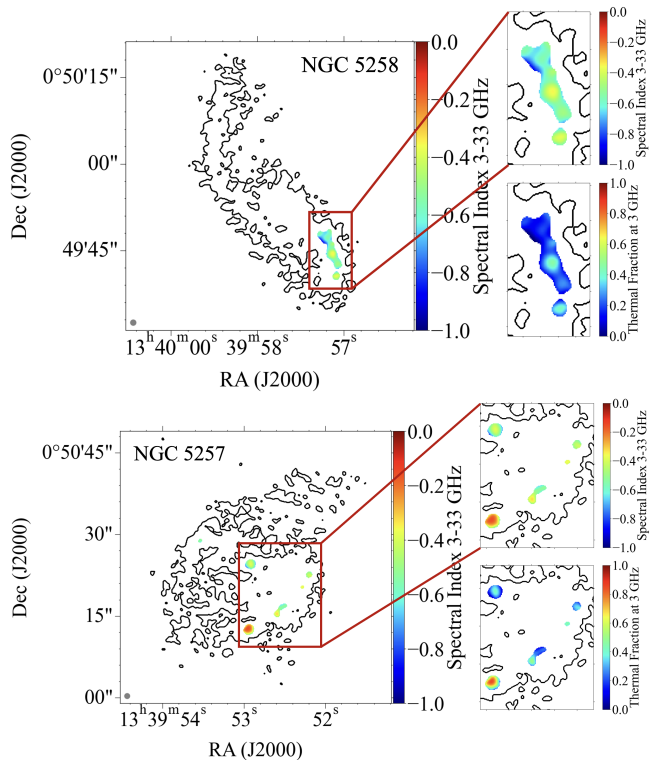 NGC 5258
0°50'15"
00"
49'45"
Dec (J2000)
13ʰ40ᵐ00ˢ
39ᵐ58ˢ
57ˢ
RA (J2000)
0.0
−0.2
−0.4
−0.6
−0.8
−1.0
Spectral Index 3-33 GHz
0.0
−0.2
−0.4
−0.6
−0.8
−1.0
Spectral Index 3-33 GHz
1.0
0.8
0.6
0.4
0.2
0.0
Thermal Fraction at 3 GHz
NGC 5257
0°50'45"
30"
15"
00"
Dec (J2000)
13ʰ39ᵐ54ˢ
53ˢ
52ˢ
RA (J2000)
0.0
−0.2
−0.4
−0.6
−0.8
−1.0
Spectral Index 3-33 GHz
0.0
−0.2
−0.4
−0.6
−0.8
−1.0
Spectral Index 3-33 GHz
1.0
0.8
0.6
0.4
0.2
0.0
Thermal Fraction at 3 GHz